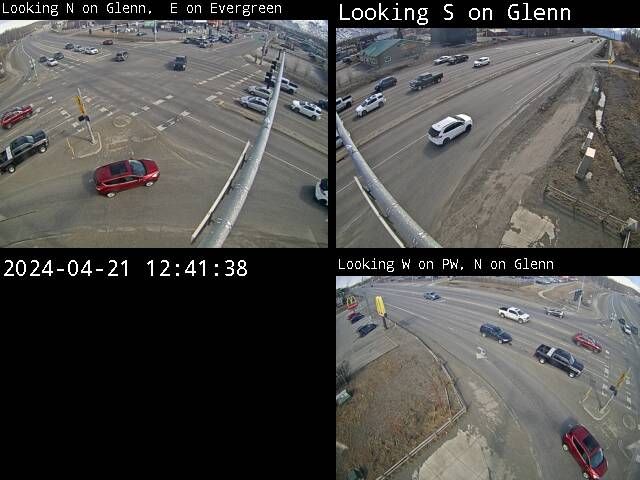 Looking N on Glenn,  E on Evergreen
Looking S on Glenn
2024-04-21 12:41:38
Looking W on PW, N on Glenn